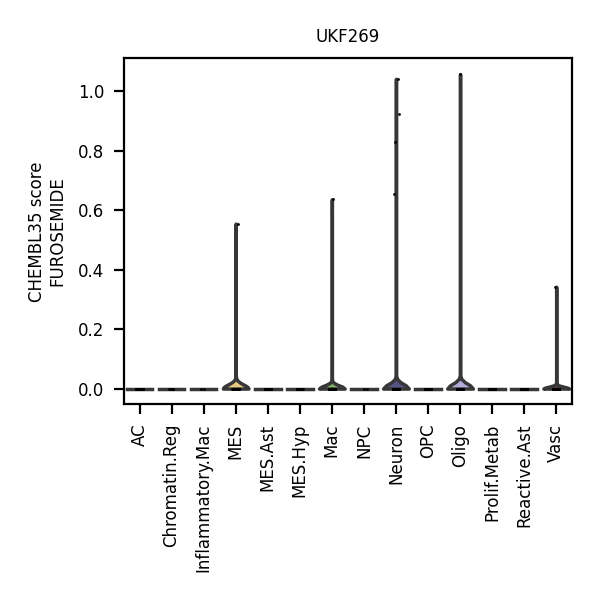 UKF269
CHEMBL35 score
FUROSEMIDE
1.0
0.8
0.6
0.4
0.2
0.0
AC
Chromatin.Reg
Inflammatory.Mac
MES
MES.Ast
MES.Hyp
Mac
NPC
Neuron
OPC
Oligo
Prolif.Metab
Reactive.Ast
Vasc